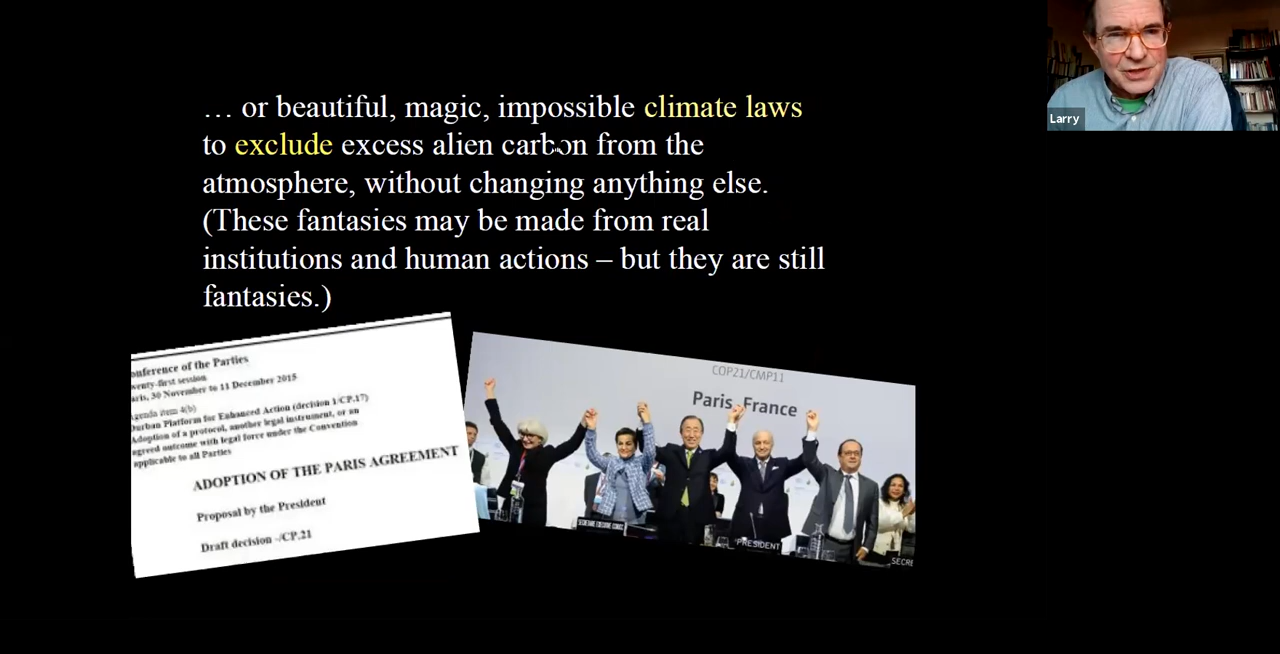 … or beautiful, magic, impossible climate laws
to exclude excess alien carbon from the
atmosphere, without changing anything else.
(These fantasies may be made from real
institutions and human actions – but they are still
fantasies.)
Larry
onference of the Parties
wenty-first session
aris, 30 November to 11 December 2015
genda item 4(b)
Durban Platform for Enhanced Action (decision 1/CP.17)
Adoption of a protocol, another legal instrument, or an
agreed outcome with legal force under the Convention
applicable to all Parties
ADOPTION OF THE PARIS AGREEMENT
Proposal by the President
Draft decision -/CP.21
COP21/CMP11
Paris, France
PRESIDENT
SECRE